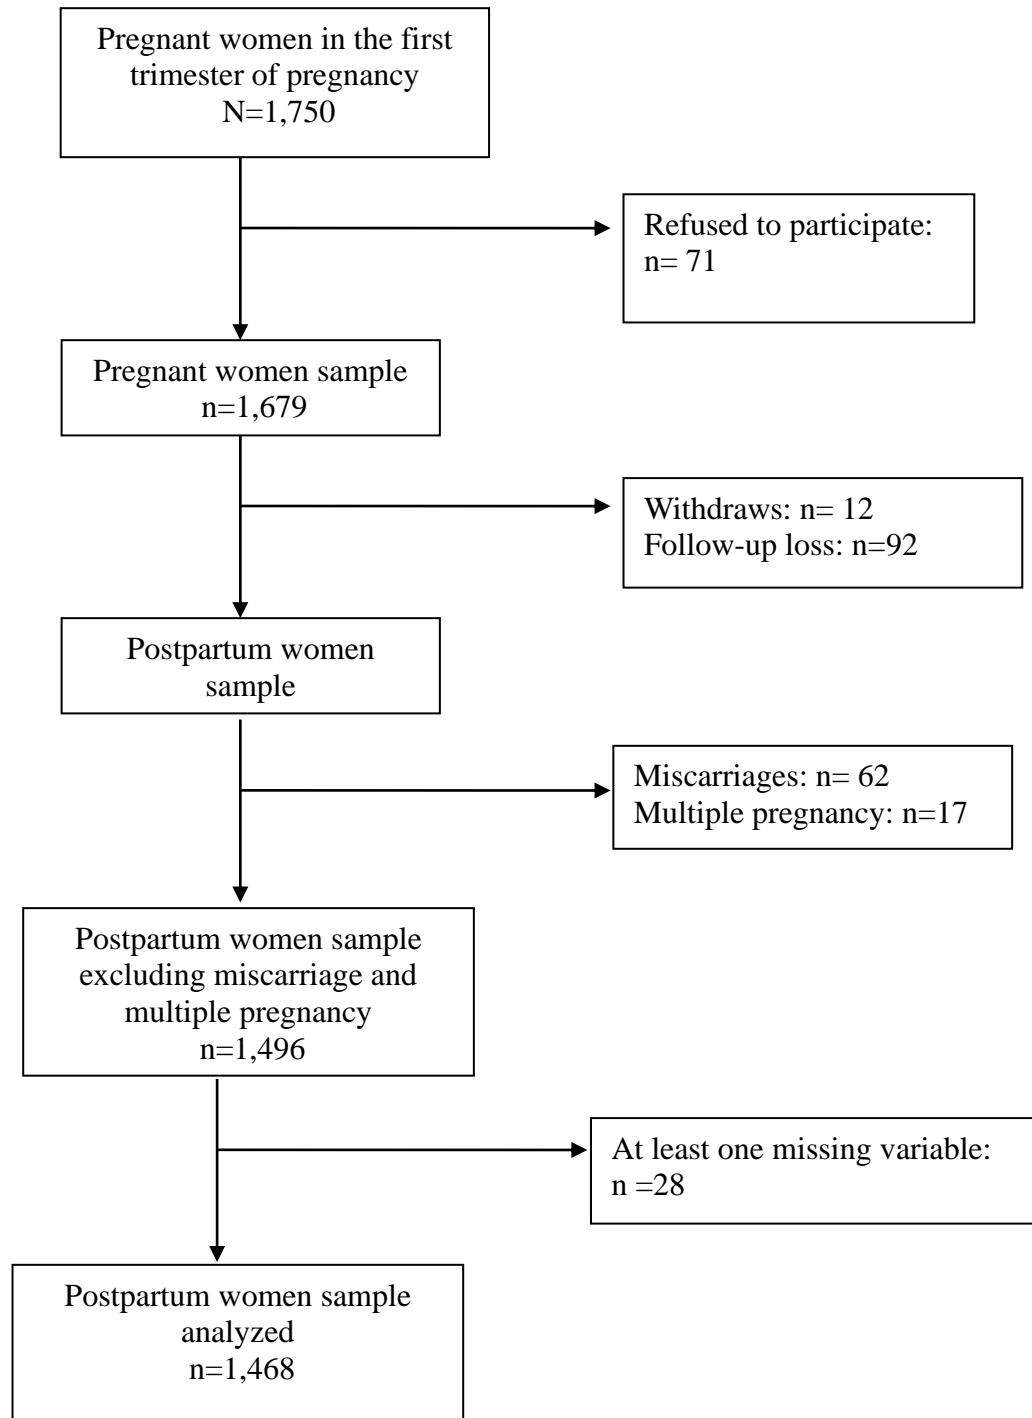 Pregnant women in the first
trimester of pregnancy
N=1,750
Refused to participate:
n= 71
Pregnant women sample
n=1,679
Withdraws: n= 12
Follow-up loss: n=92
Postpartum women
sample
Miscarriages: n= 62
Multiple pregnancy: n=17
Postpartum women sample
excluding miscarriage and
multiple pregnancy
n=1,496
At least one missing variable:
n =28
Postpartum women sample
analyzed
n=1,468